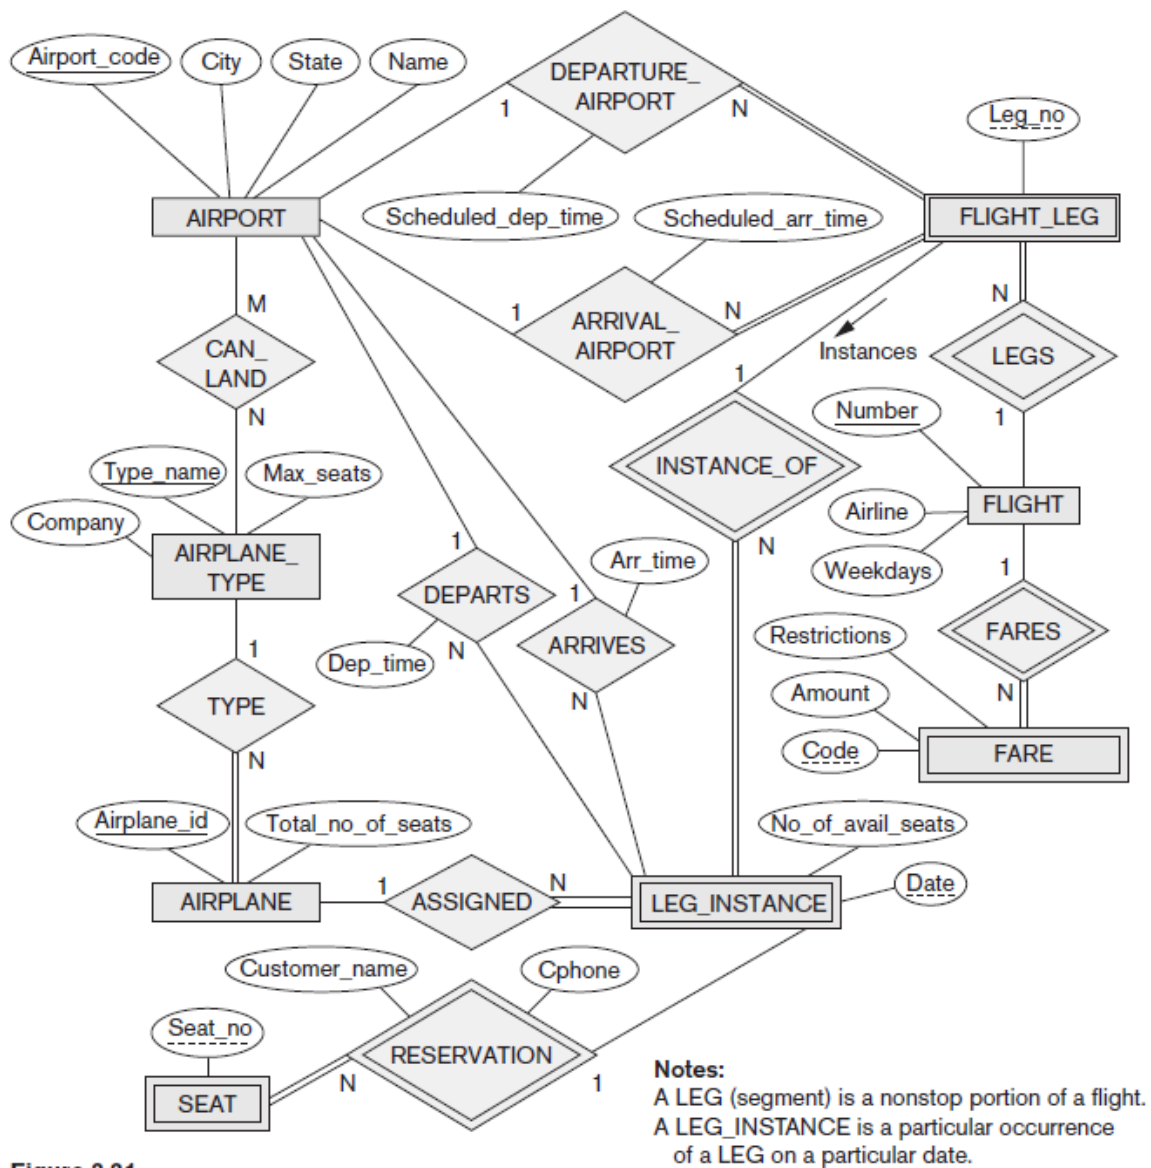 Airport_code
City
State
Name
DEPARTURE_
AIRPORT
1
N
Leg_no
AIRPORT
Scheduled_dep_time
Scheduled_arr_time
FLIGHT_LEG
M
1
ARRIVAL_
AIRPORT
N
N
Instances
CAN_
LAND
LEGS
N
1
1
Number
Type_name
Max_seats
INSTANCE_OF
Company
Airline
FLIGHT
AIRPLANE_
TYPE
1
Arr_time
N
Weekdays
1
DEPARTS
1
Restrictions
FARES
1
Dep_time
N
ARRIVES
TYPE
N
Amount
N
N
Code
FARE
Airplane_id
Total_no_of_seats
No_of_avail_seats
AIRPLANE
1
ASSIGNED
N
LEG_INSTANCE
Date
Customer_name
Cphone
Seat_no
RESERVATION
N
1
SEAT
Notes:
A LEG (segment) is a nonstop portion of a flight.
A LEG_INSTANCE is a particular occurrence
of a LEG on a particular date.